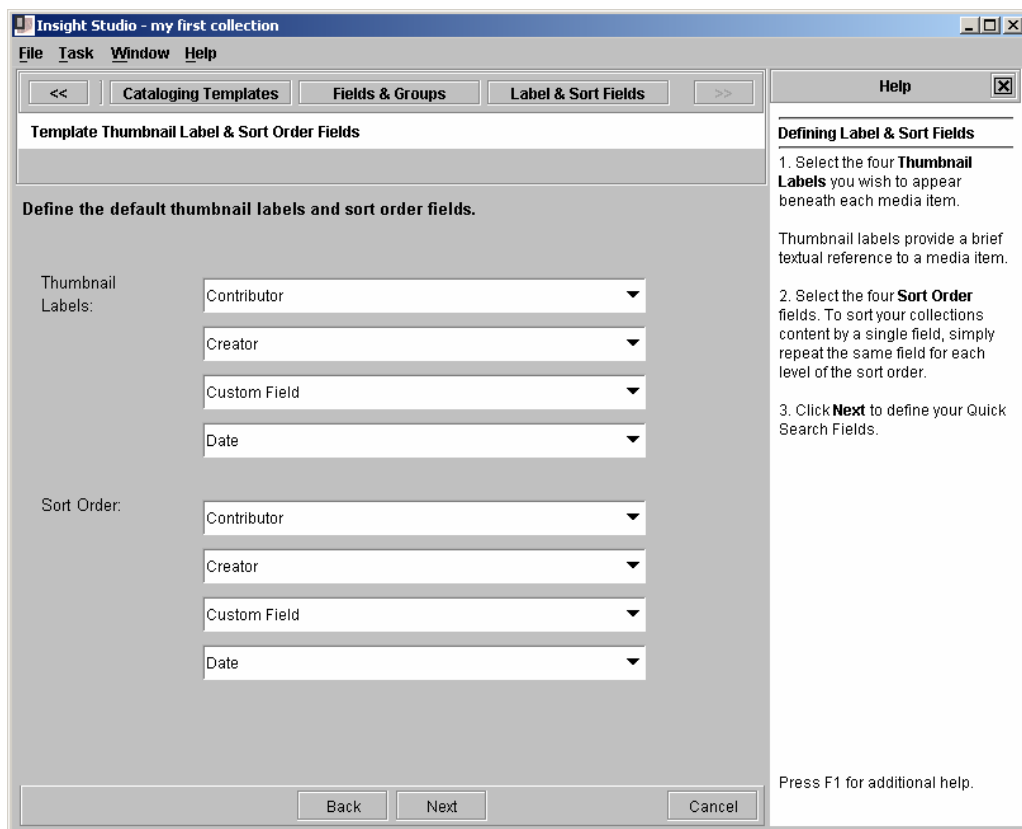 Insight Studio - my first collection
File Task Window Help
<< Cataloging Templates Fields & Groups Label & Sort Fields >>
Template Thumbnail Label & Sort Order Fields
Define the default thumbnail labels and sort order fields.
Thumbnail
Labels:
Contributor
Creator
Custom Field
Date
Sort Order:
Contributor
Creator
Custom Field
Date
Back Next Cancel
Help
Defining Label & Sort Fields
1. Select the four Thumbnail
Labels you wish to appear
beneath each media item.
Thumbnail labels provide a brief
textual reference to a media item.
2. Select the four Sort Order
fields. To sort your collections
content by a single field, simply
repeat the same field for each
level of the sort order.
3. Click Next to define your Quick
Search Fields.
Press F1 for additional help.